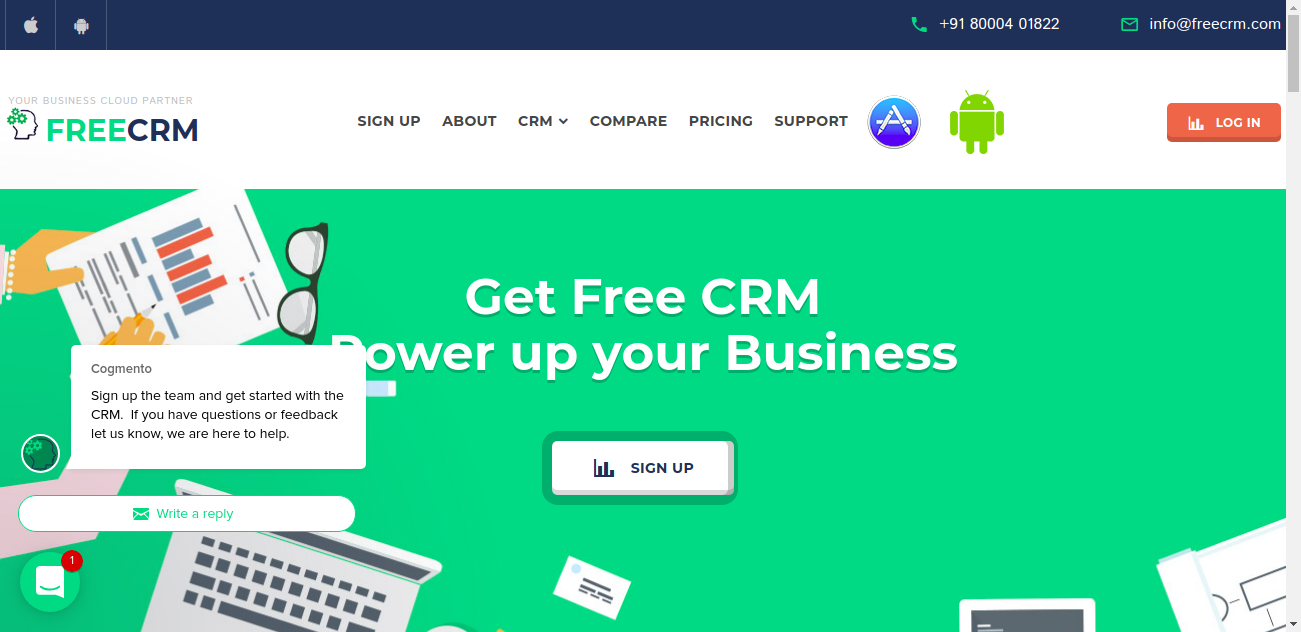 +91 80004 01822
info@freecrm.com
YOUR BUSINESS CLOUD PARTNER
FREECRM
SIGN UP
ABOUT
CRM
COMPARE
PRICING
SUPPORT
LOG IN
Get Free CRM
Power up your Business
SIGN UP
Cogmento
Sign up the team and get started with the
CRM. If you have questions or feedback
let us know, we are here to help.
Write a reply
1